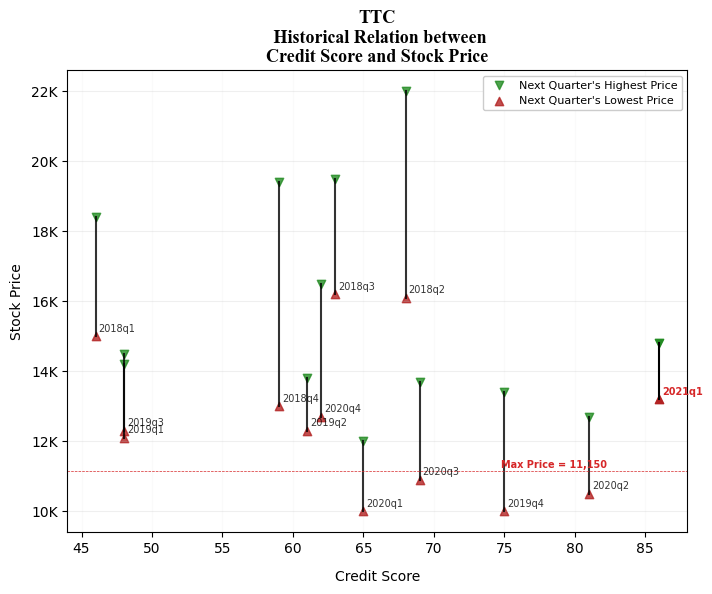 TTC
Historical Relation between
Credit Score and Stock Price
Next Quarter's Highest Price
Next Quarter's Lowest Price
22K
20K
18K
16K
14K
12K
10K
Stock Price
2018q1
2019q3
2019q1
2018q4
2020q4
2019q2
2018q3
2018q2
2020q1
2020q3
2019q4
2020q2
2021q1
Max Price = 11,150
45 50 55 60 65 70 75 80 85
Credit Score